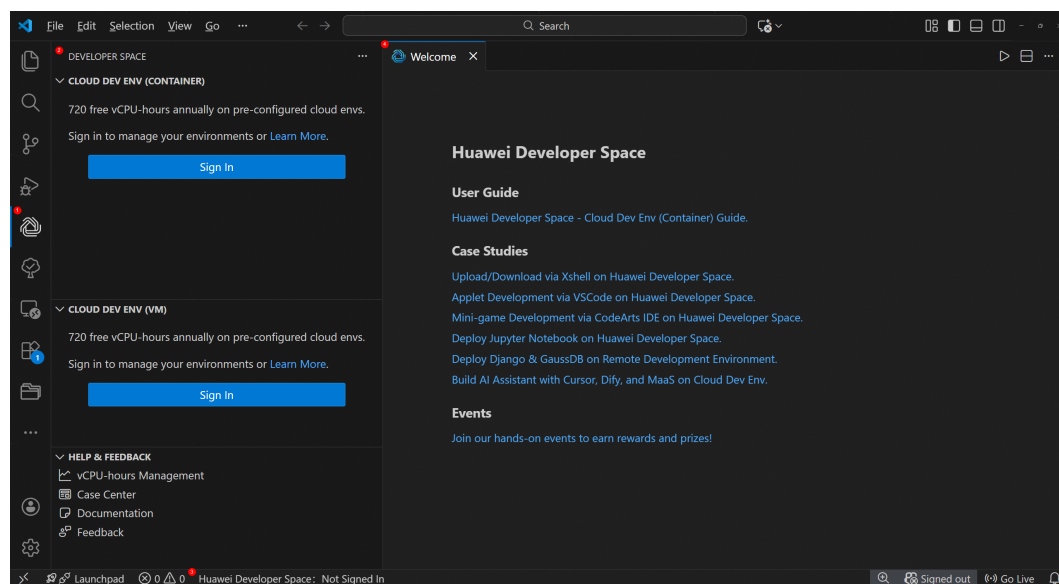 File Edit Selection View Go ... Search
2 DEVELOPER SPACE ...
CLOUD DEV ENV (CONTAINER)
720 free vCPU-hours annually on pre-configured cloud envs.
Sign in to manage your environments or Learn More.
Sign In
CLOUD DEV ENV (VM)
720 free vCPU-hours annually on pre-configured cloud envs.
Sign in to manage your environments or Learn More.
Sign In
HELP & FEEDBACK
vCPU-hours Management
Case Center
Documentation
Feedback
1
1
4 Welcome
Huawei Developer Space
User Guide
Huawei Developer Space - Cloud Dev Env (Container) Guide.
Case Studies
Upload/Download via Xshell on Huawei Developer Space.
Applet Development via VSCode on Huawei Developer Space.
Mini-game Development via CodeArts IDE on Huawei Developer Space.
Deploy Jupyter Notebook on Huawei Developer Space.
Deploy Django & GaussDB on Remote Development Environment.
Build AI Assistant with Cursor, Dify, and MaaS on Cloud Dev Env.
Events
Join our hands-on events to earn rewards and prizes!
Launchpad 0 0 3 Huawei Developer Space: Not Signed In Signed out Go Live